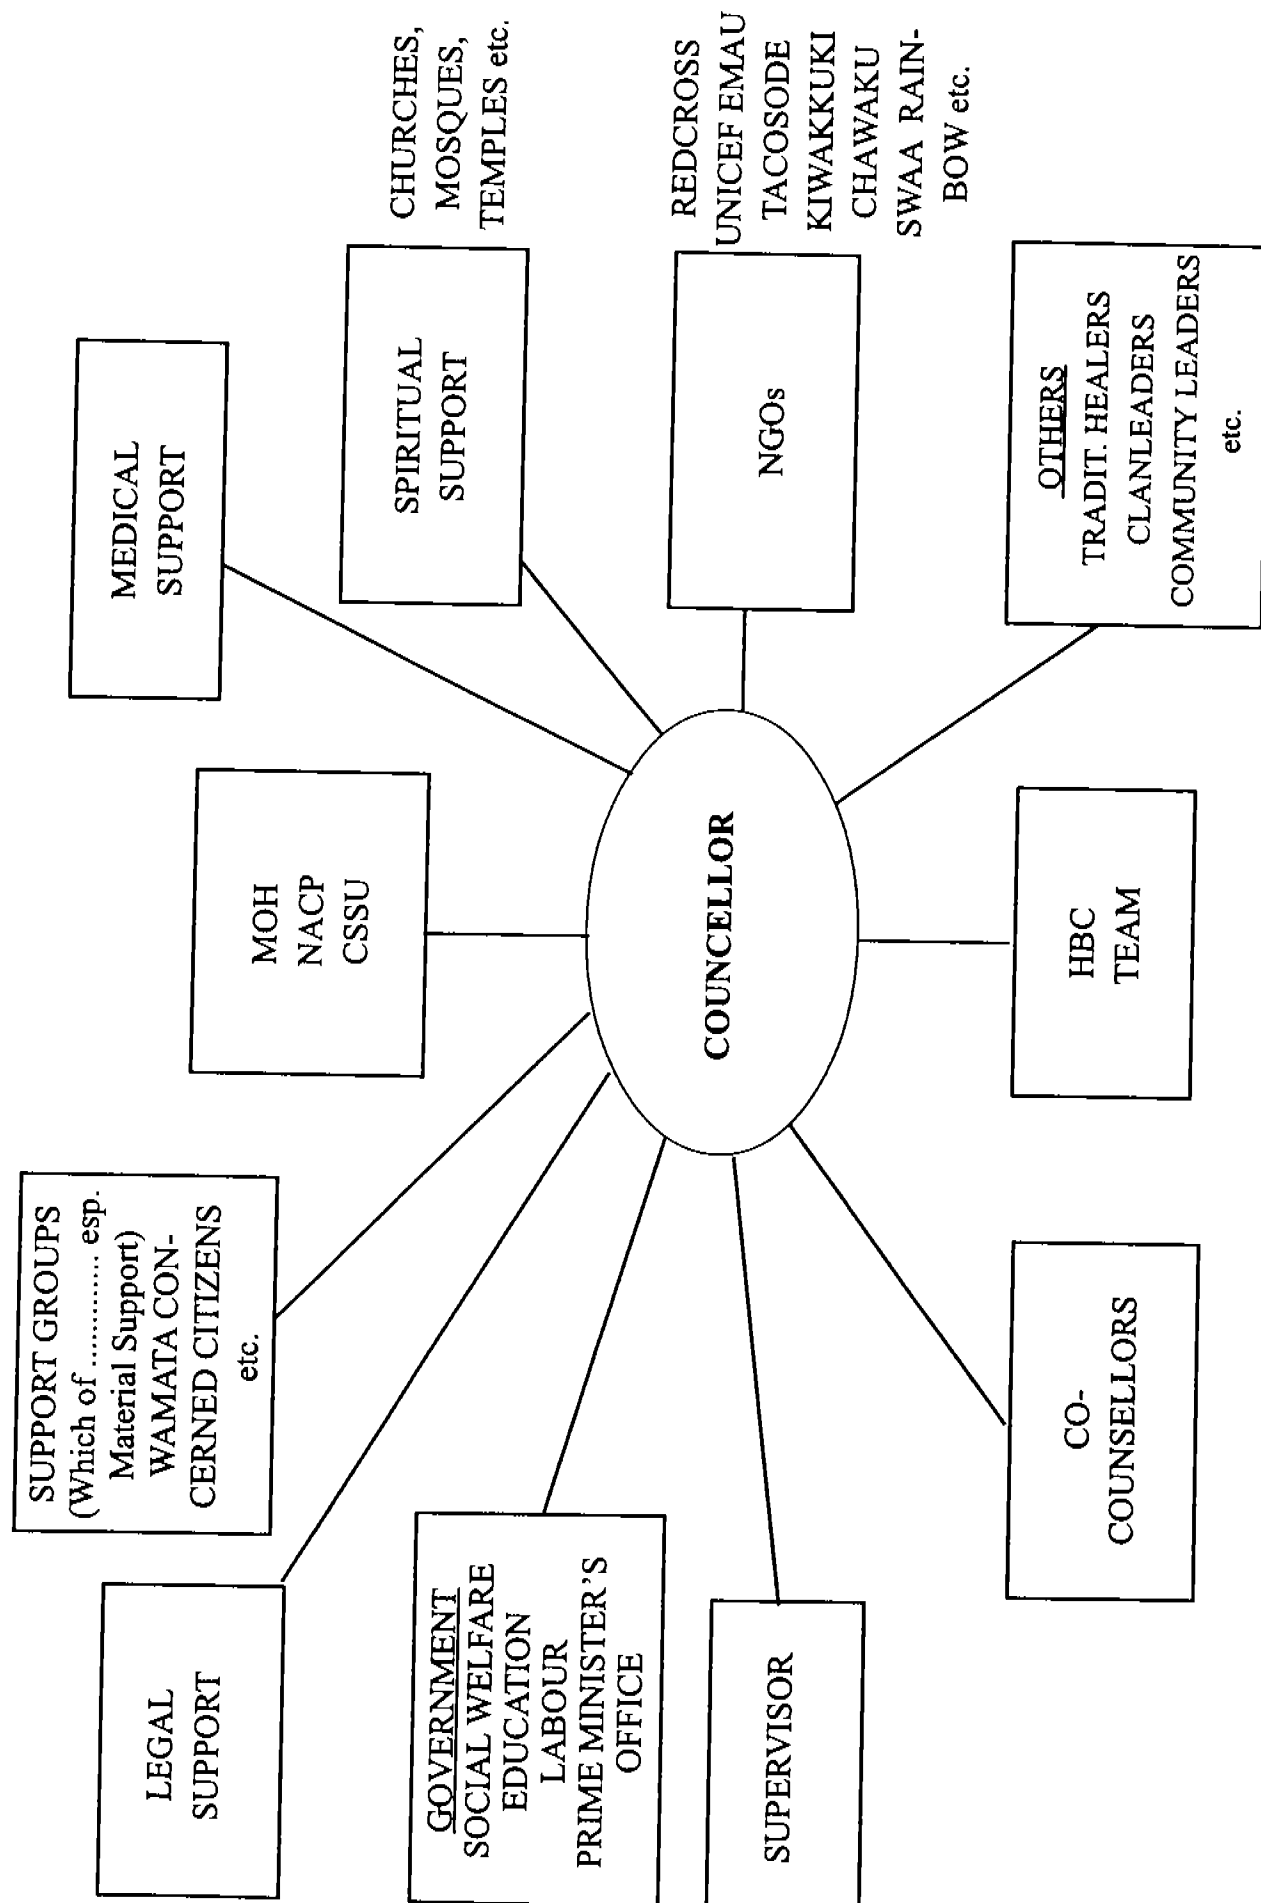 LEGAL
SUPPORT
SUPPORT GROUPS
(Which of ............ esp.
Material Support)
WAMATA CON-
CERNED CITIZENS
etc.
MOH
NACP
CSSU
MEDICAL
SUPPORT
CHURCHES,
MOSQUES,
TEMPLES etc.
SPIRITUAL
SUPPORT
GOVERNMENT
SOCIAL WELFARE
EDUCATION
LABOUR
PRIME MINISTER'S
OFFICE
COUNCELLOR
NGOs
REDCROSS
UNICEF EMAU
TACOSODE
KIWAKKUKI
CHAWAKU
SWAA RAIN-
BOW etc.
SUPERVISOR
CO-
COUNSELLORS
HBC
TEAM
OTHERS
TRADIT. HEALERS
CLANLEADERS
COMMUNITY LEADERS
etc.